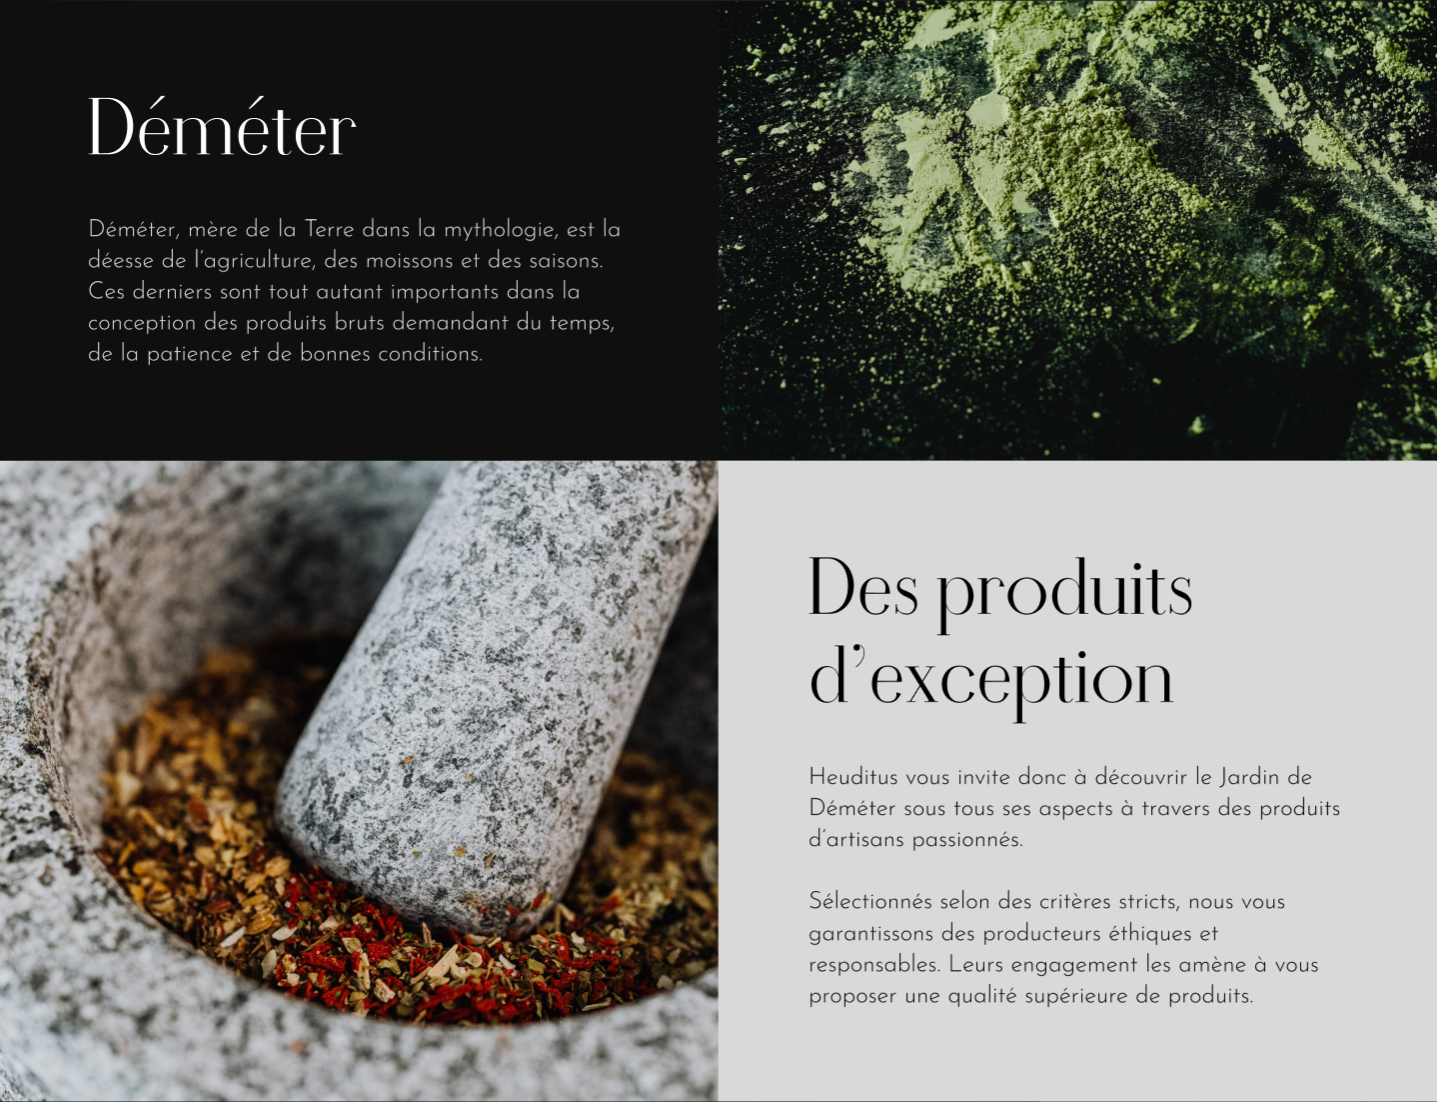 Déméter
Déméter, mère de la Terre dans la mythologie, est la
déesse de l’agriculture, des moissons et des saisons.
Ces derniers sont tout autant importants dans la
conception des produits bruts demandant du temps,
de la patience et de bonnes conditions.
Des produits
d’exception
Heuditus vous invite donc à découvrir le Jardin de
Déméter sous tous ses aspects à travers des produits
d’artisans passionnés.
Sélectionnés selon des critères stricts, nous vous
garantissons des producteurs éthiques et
responsables. Leurs engagement les amène à vous
proposer une qualité supérieure de produits.